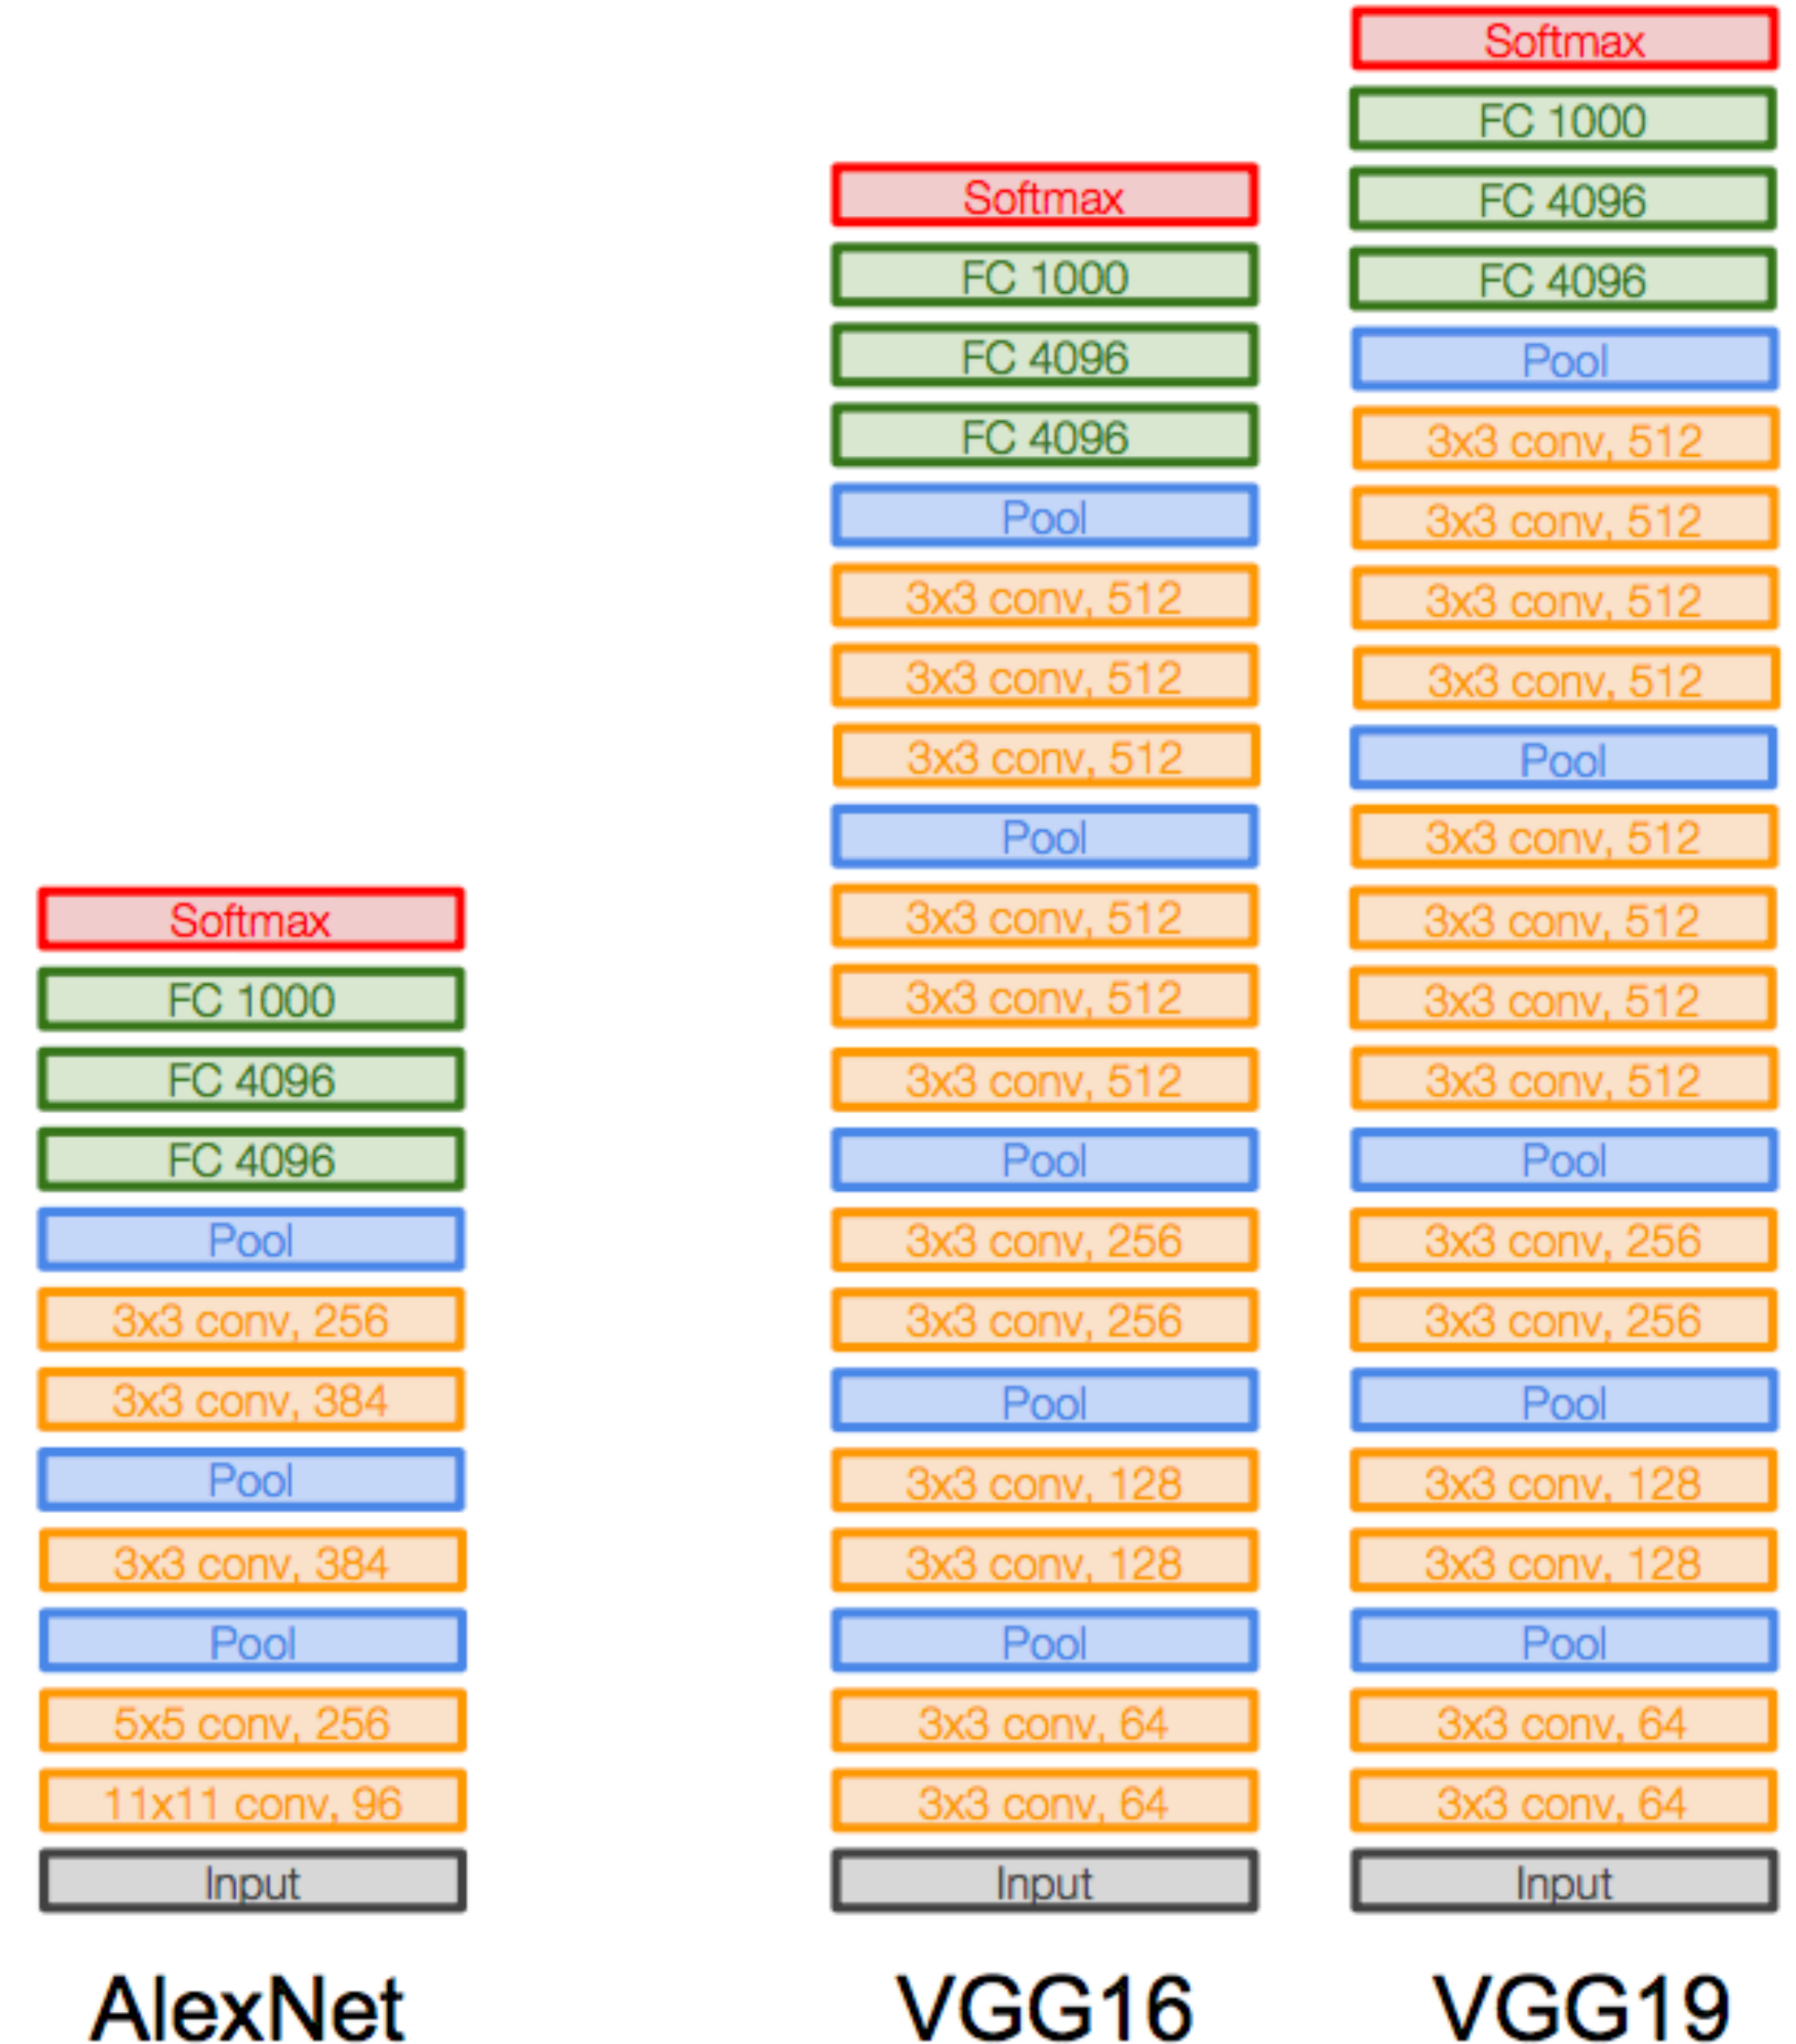 Softmax
FC 1000
FC 4096
FC 4096
Pool
3x3 conv, 256
3x3 conv, 384
Pool
3x3 conv, 384
Pool
5x5 conv, 256
11x11 conv, 96
Input
AlexNet
Softmax
FC 1000
FC 4096
FC 4096
Pool
3x3 conv, 512
3x3 conv, 512
3x3 conv, 512
Pool
3x3 conv, 512
3x3 conv, 512
3x3 conv, 512
Pool
3x3 conv, 256
3x3 conv, 256
Pool
3x3 conv, 128
3x3 conv, 128
Pool
3x3 conv, 64
3x3 conv, 64
Input
VGG16
Softmax
FC 1000
FC 4096
FC 4096
Pool
3x3 conv, 512
3x3 conv, 512
3x3 conv, 512
3x3 conv, 512
Pool
3x3 conv, 512
3x3 conv, 512
3x3 conv, 512
3x3 conv, 512
Pool
3x3 conv, 256
3x3 conv, 256
Pool
3x3 conv, 128
3x3 conv, 128
Pool
3x3 conv, 64
3x3 conv, 64
Input
VGG19